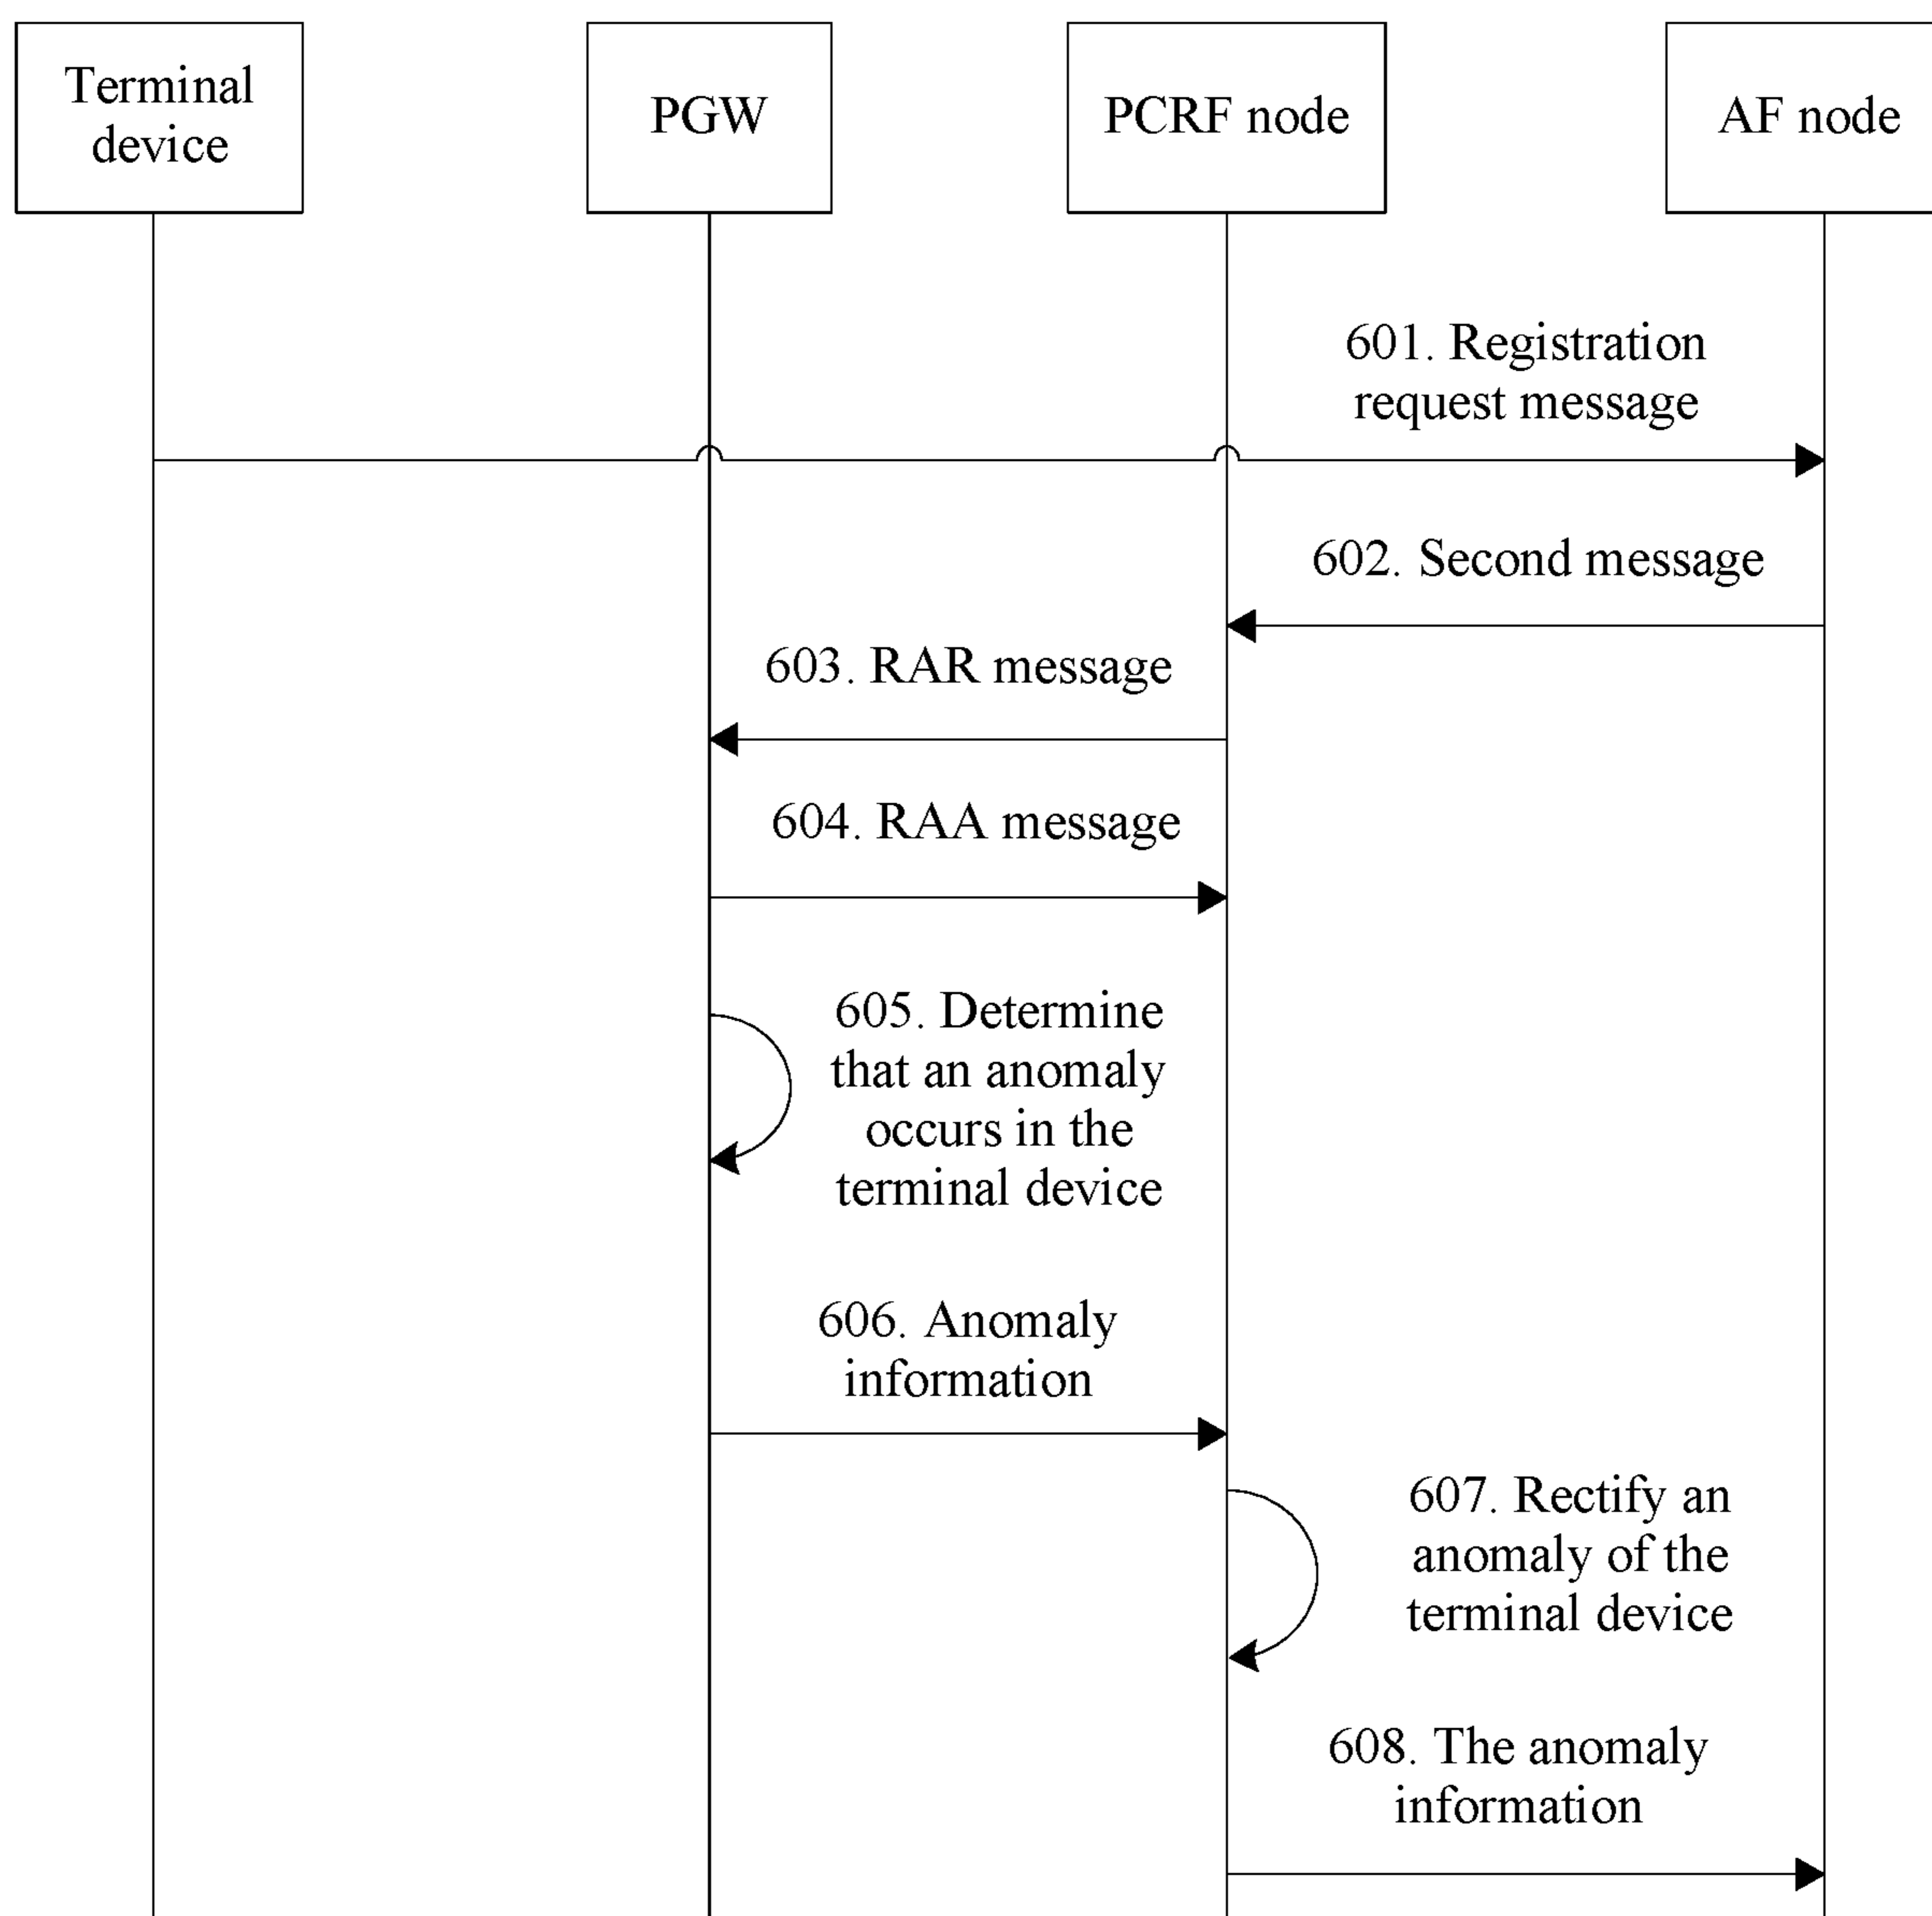 Terminal
device
PGW
PCRF node
AF node
601. Registration
request message
602. Second message
603. RAR message
604. RAA message
605. Determine
that an anomaly
occurs in the
terminal device
606. Anomaly
information
607. Rectify an
anomaly of the
terminal device
608. The anomaly
information